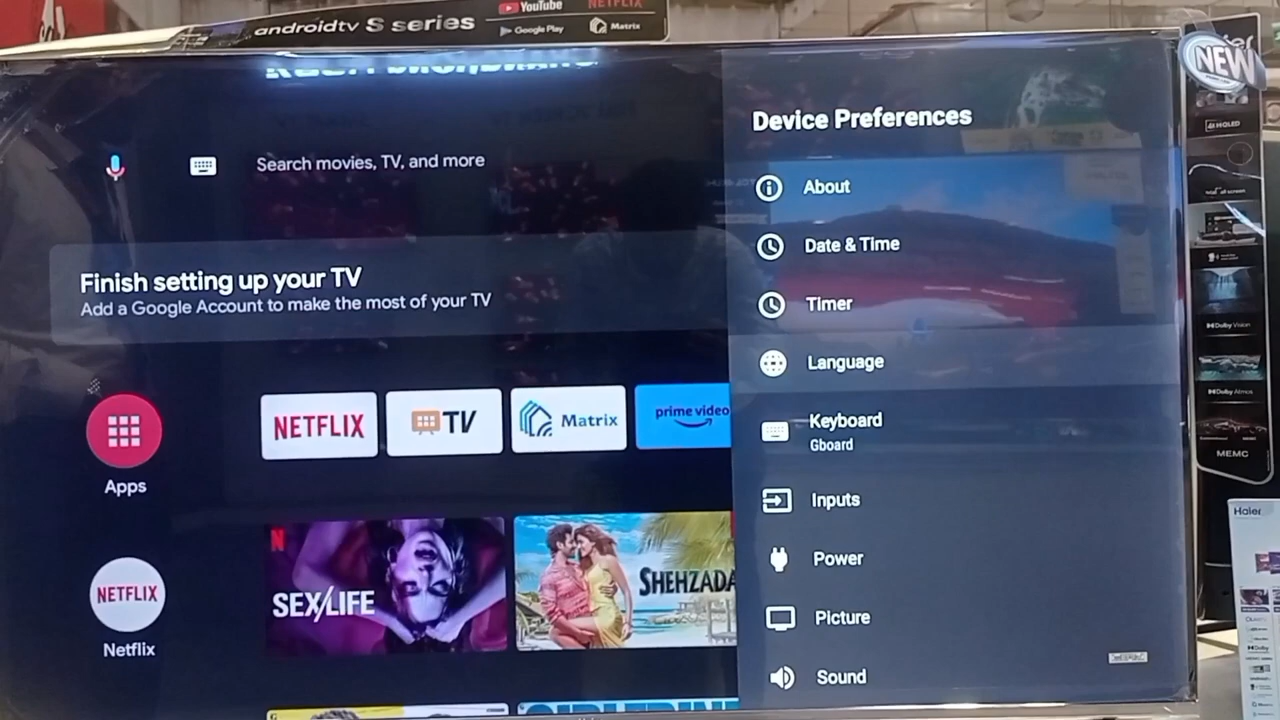 androidtv S series
YouTube
NETFLIX
Google Play
Matrix
NEW
Search movies, TV, and more
Finish setting up your TV
Add a Google Account to make the most of your TV
Apps
NETFLIX
TV
Matrix
prime video
NETFLIX
Netflix
N
SEX/LIFE
SHEHZADA
Device Preferences
About
Date & Time
Timer
Language
Keyboard
Gboard
Inputs
Power
Picture
Sound
HQLED
Dolby Vision
Dolby Atmos
MEMC
Haier